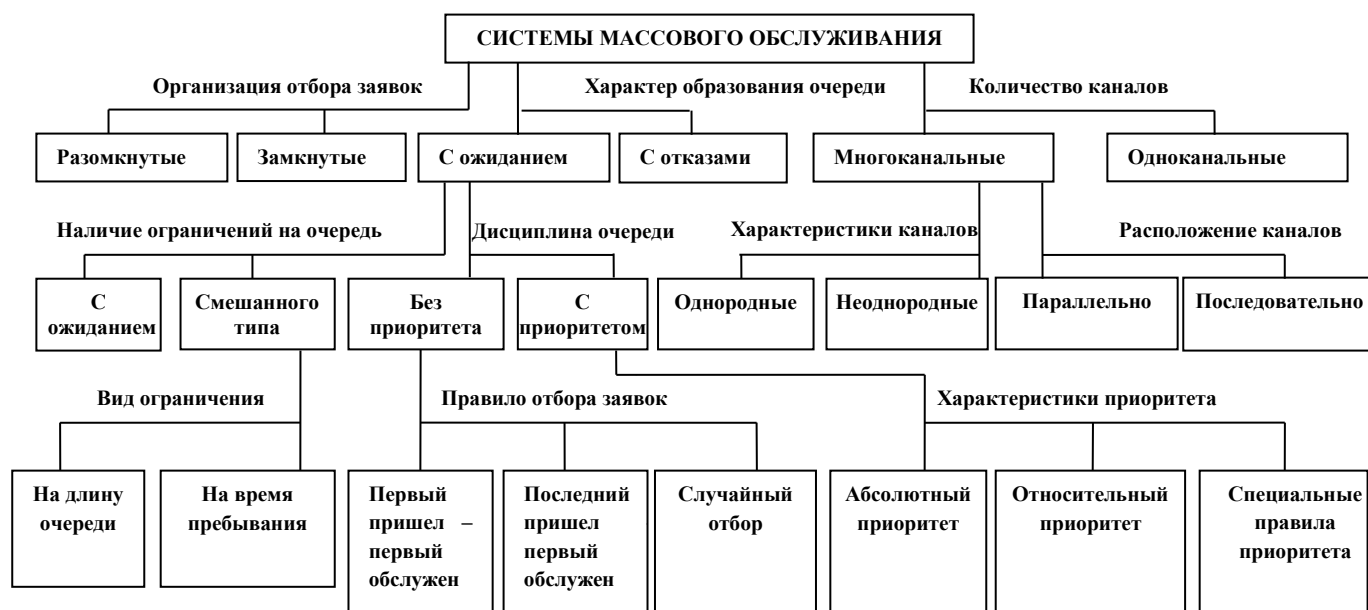 СИСТЕМЫ МАССОВОГО ОБСЛУЖИВАНИЯ
Организация отбора заявок
Характер образования очереди
Количество каналов
Разомкнутые
Замкнутые
С ожиданием
С отказами
Многоканальные
Одноканальные
Наличие ограничений на очередь
Дисциплина очереди
Характеристики каналов
Расположение каналов
С
ожиданием
Смешанного
типа
Без
приоритета
С
приоритетом
Однородные
Неоднородные
Параллельно
Последовательно
Вид ограничения
Правило отбора заявок
Характеристики приоритета
На длину
очереди
На время
пребывания
Первый
пришел –
первый
обслужен
Последний
пришел
первый
обслужен
Случайный
отбор
Абсолютный
приоритет
Относительный
приоритет
Специальные
правила
приоритета